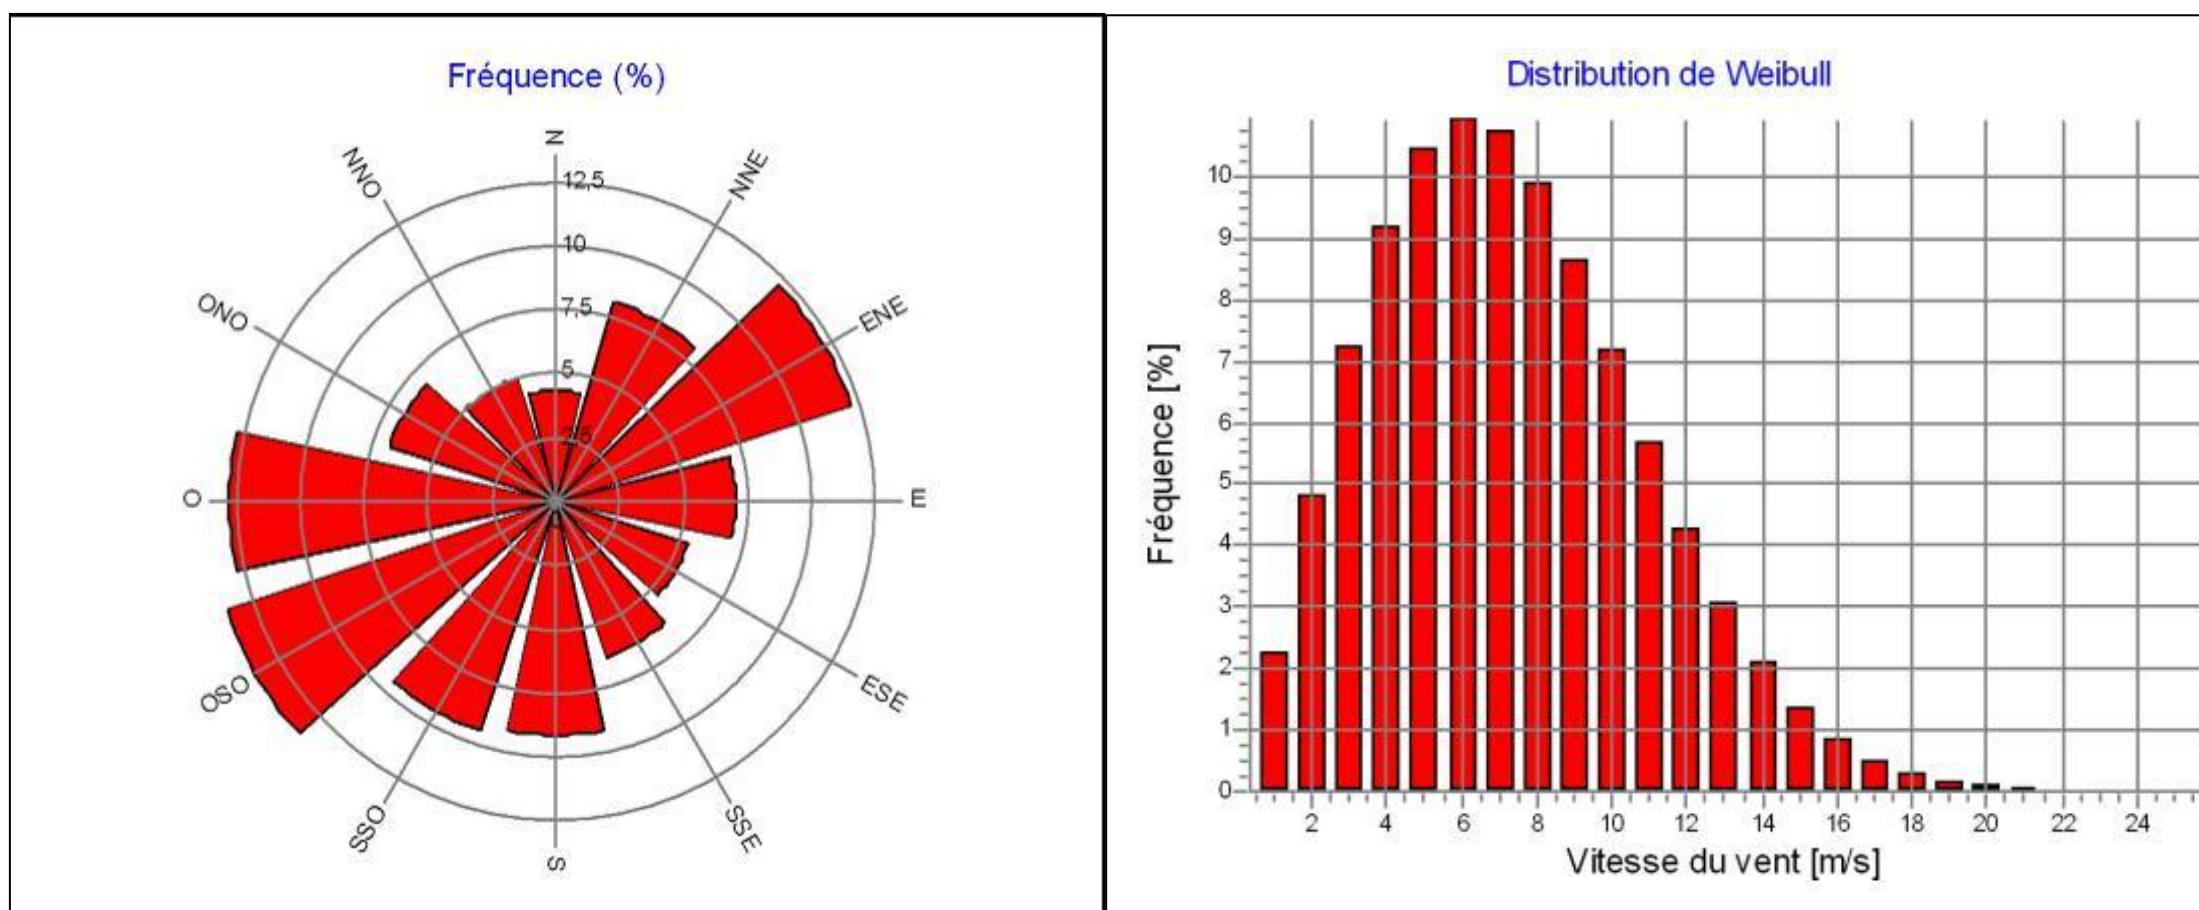 Fréquence (%)
N
NNE
ENE
E
ESE
SSE
S
SSO
OSO
O
ONO
NNO
12,5
10
7,5
5
2,5
Distribution de Weibull
Fréquence [%]
10
9
8
7
6
5
4
3
2
1
0
2 4 6 8 10 12 14 16 18 20 22 24
Vitesse du vent [m/s]